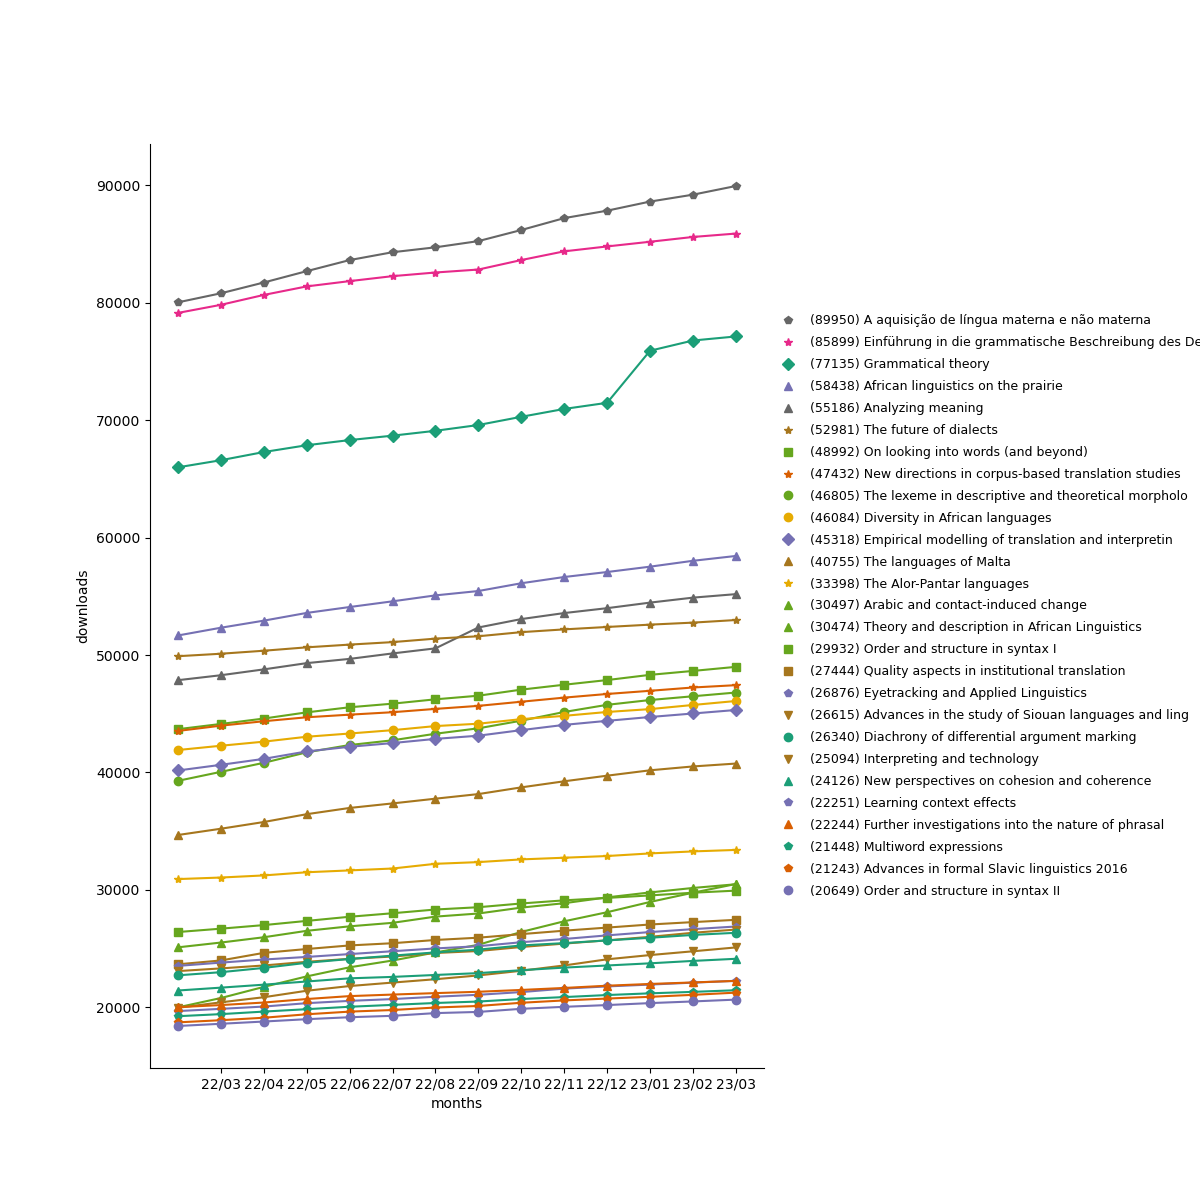 90000
80000
70000
60000
50000
40000
30000
20000
downloads
22/03 22/04 22/05 22/06 22/07 22/08 22/09 22/10 22/11 22/12 23/01 23/02 23/03
months
(89950) A aquisição de língua materna e não materna
(85899) Einführung in die grammatische Beschreibung des De
(77135) Grammatical theory
(58438) African linguistics on the prairie
(55186) Analyzing meaning
(52981) The future of dialects
(48992) On looking into words (and beyond)
(47432) New directions in corpus-based translation studies
(46805) The lexeme in descriptive and theoretical morpholo
(46084) Diversity in African languages
(45318) Empirical modelling of translation and interpretin
(40755) The languages of Malta
(33398) The Alor-Pantar languages
(30497) Arabic and contact-induced change
(30474) Theory and description in African Linguistics
(29932) Order and structure in syntax I
(27444) Quality aspects in institutional translation
(26876) Eyetracking and Applied Linguistics
(26615) Advances in the study of Siouan languages and ling
(26340) Diachrony of differential argument marking
(25094) Interpreting and technology
(24126) New perspectives on cohesion and coherence
(22251) Learning context effects
(22244) Further investigations into the nature of phrasal
(21448) Multiword expressions
(21243) Advances in formal Slavic linguistics 2016
(20649) Order and structure in syntax II